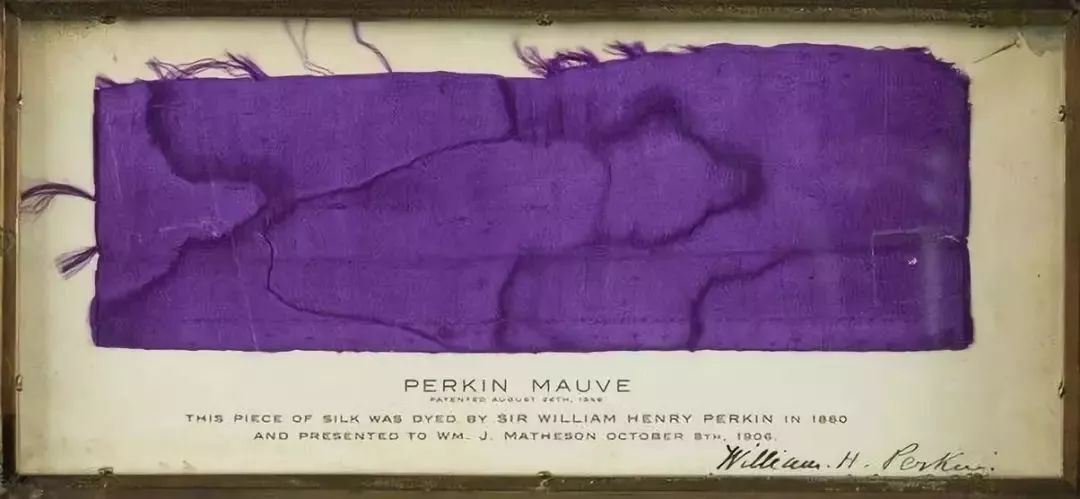 PERKIN MAUVE
PATENTED AUGUST 26TH, 1856
THIS PIECE OF SILK WAS DYED BY SIR WILLIAM HENRY PERKIN IN 1860
AND PRESENTED TO WM. J. MATHESON OCTOBER 8TH, 1906.
William. H. Perkin.